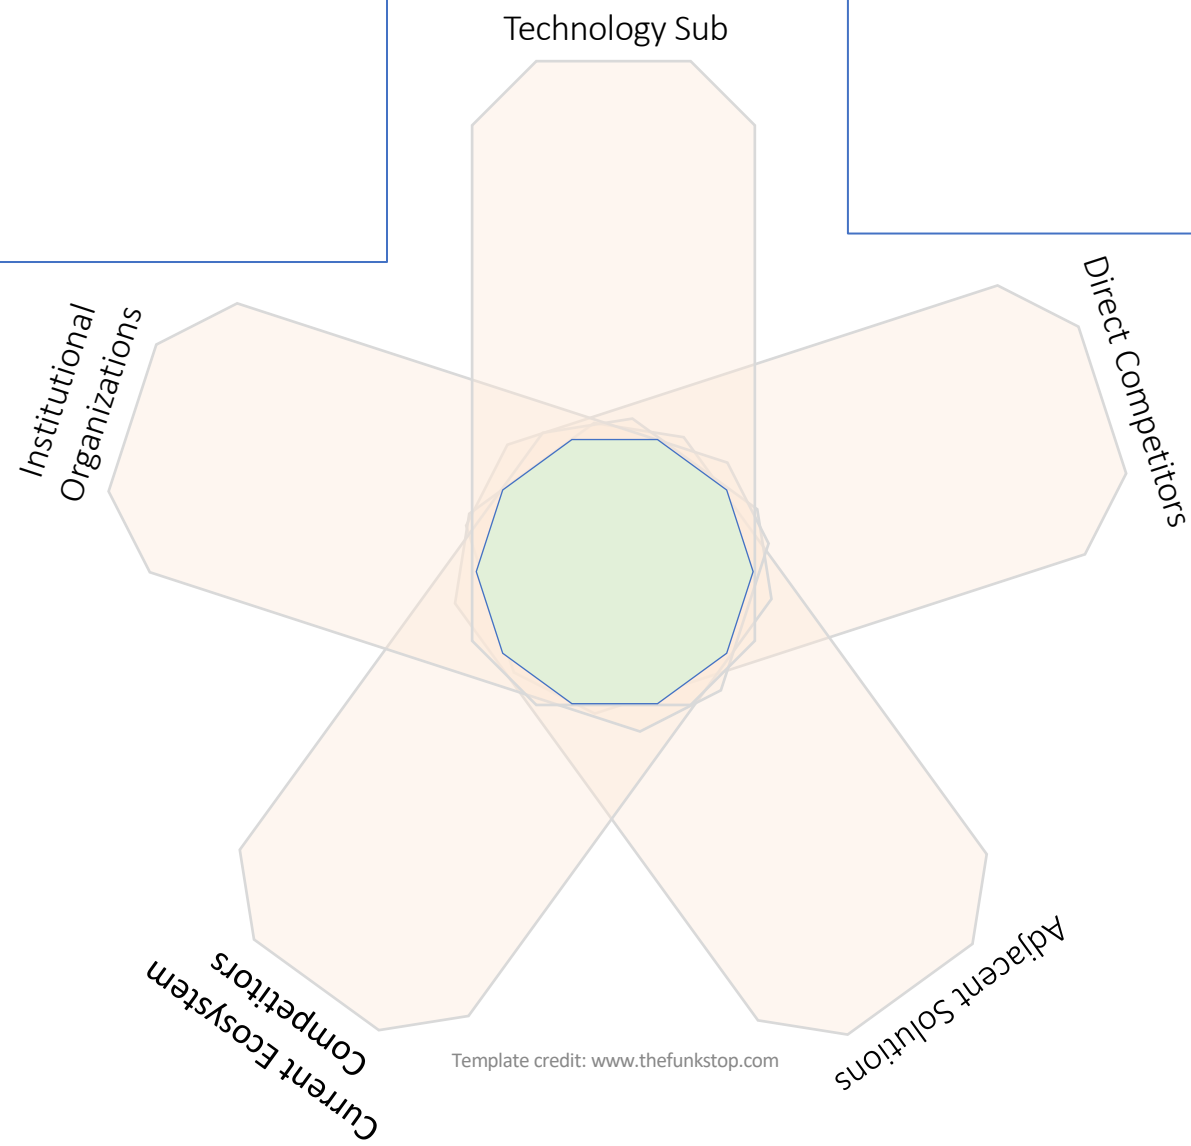 Technology Sub
Direct Competitors
Institutional
Organizations
Adjacent Solutions
Current Ecosystem
Competitors
Template credit: www.thefunkstop.com